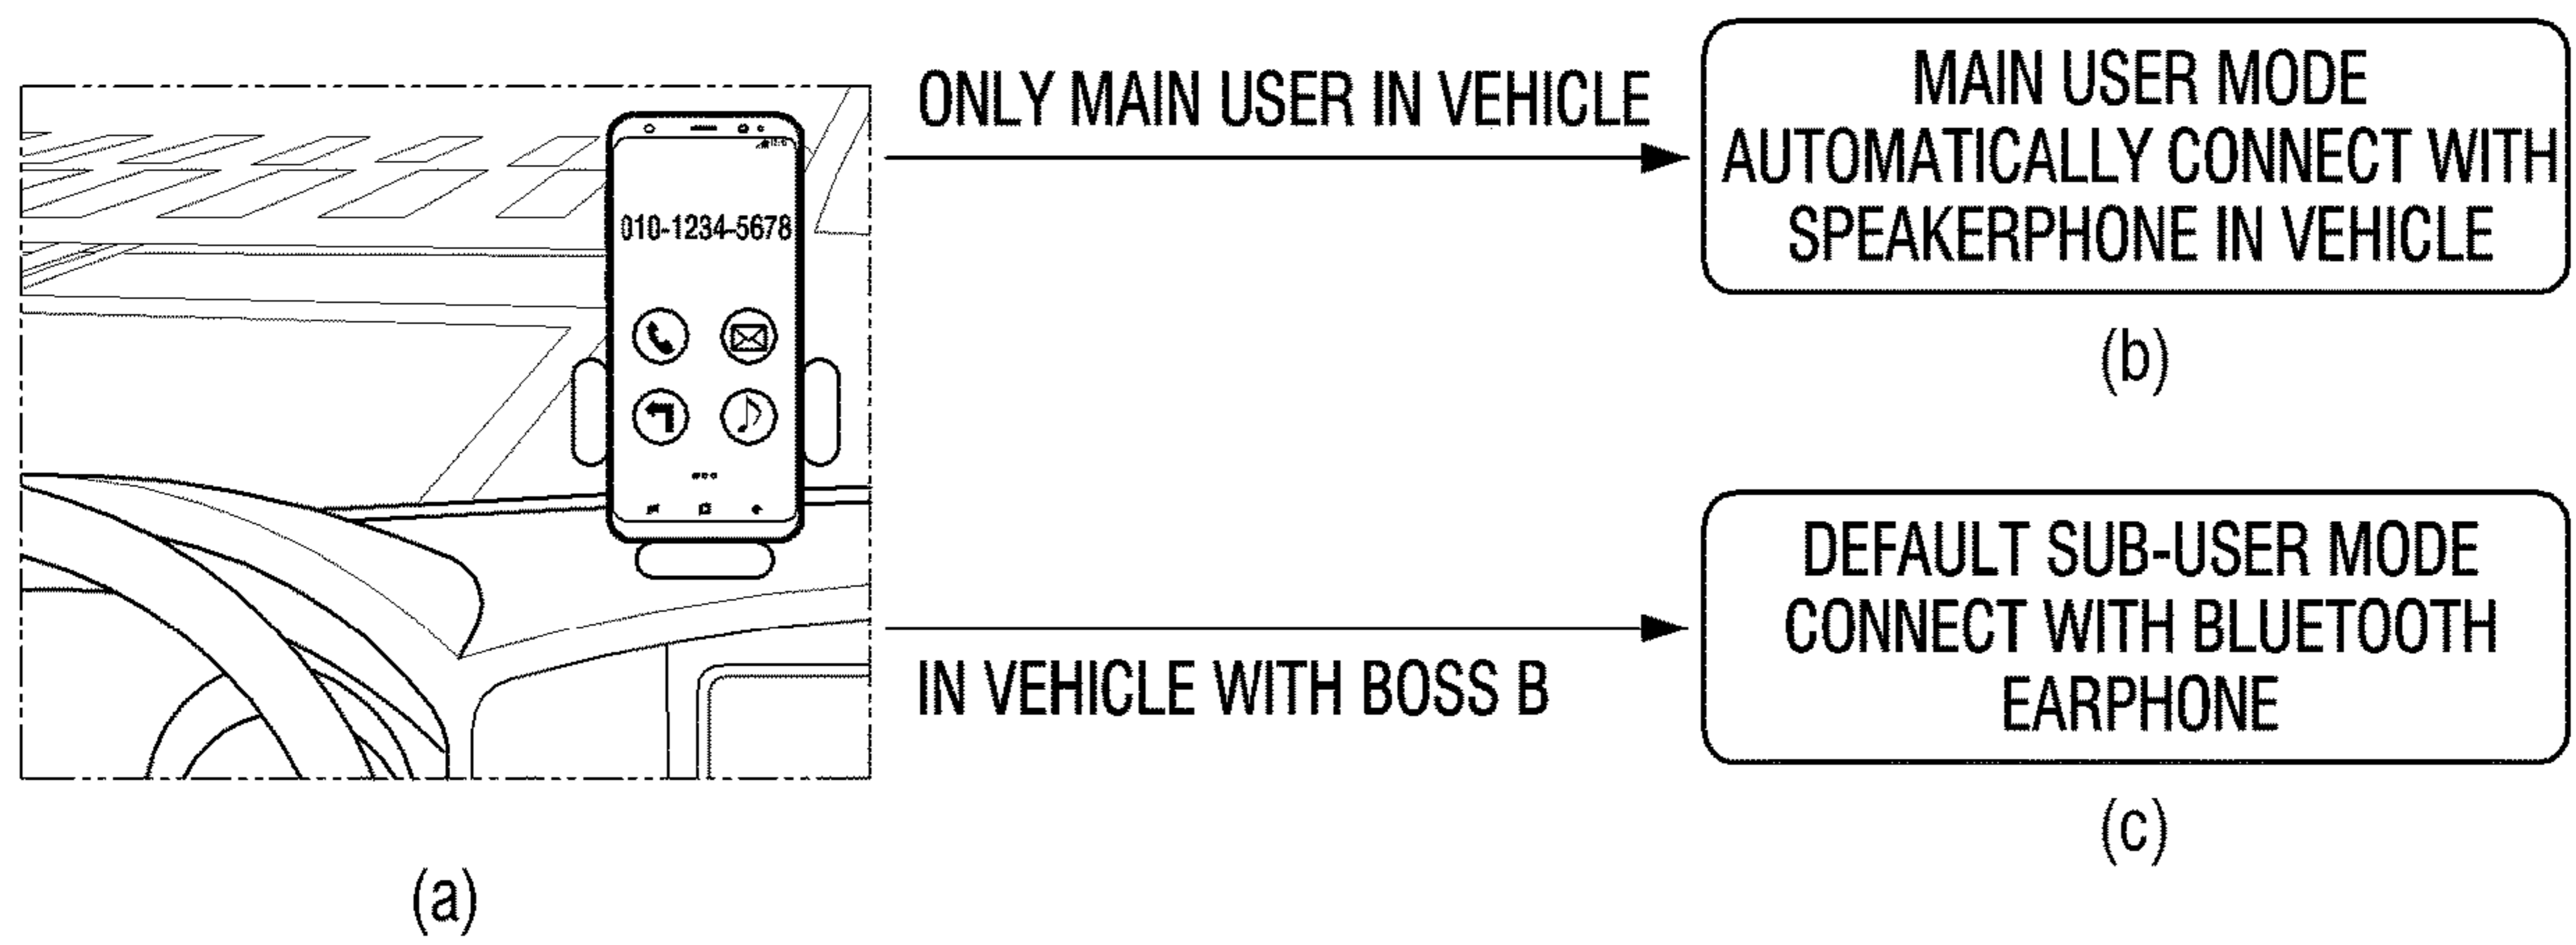 010-1234-5678
(a)
ONLY MAIN USER IN VEHICLE
MAIN USER MODE
AUTOMATICALLY CONNECT WITH
SPEAKERPHONE IN VEHICLE
(b)
IN VEHICLE WITH BOSS B
DEFAULT SUB-USER MODE
CONNECT WITH BLUETOOTH
EARPHONE
(c)